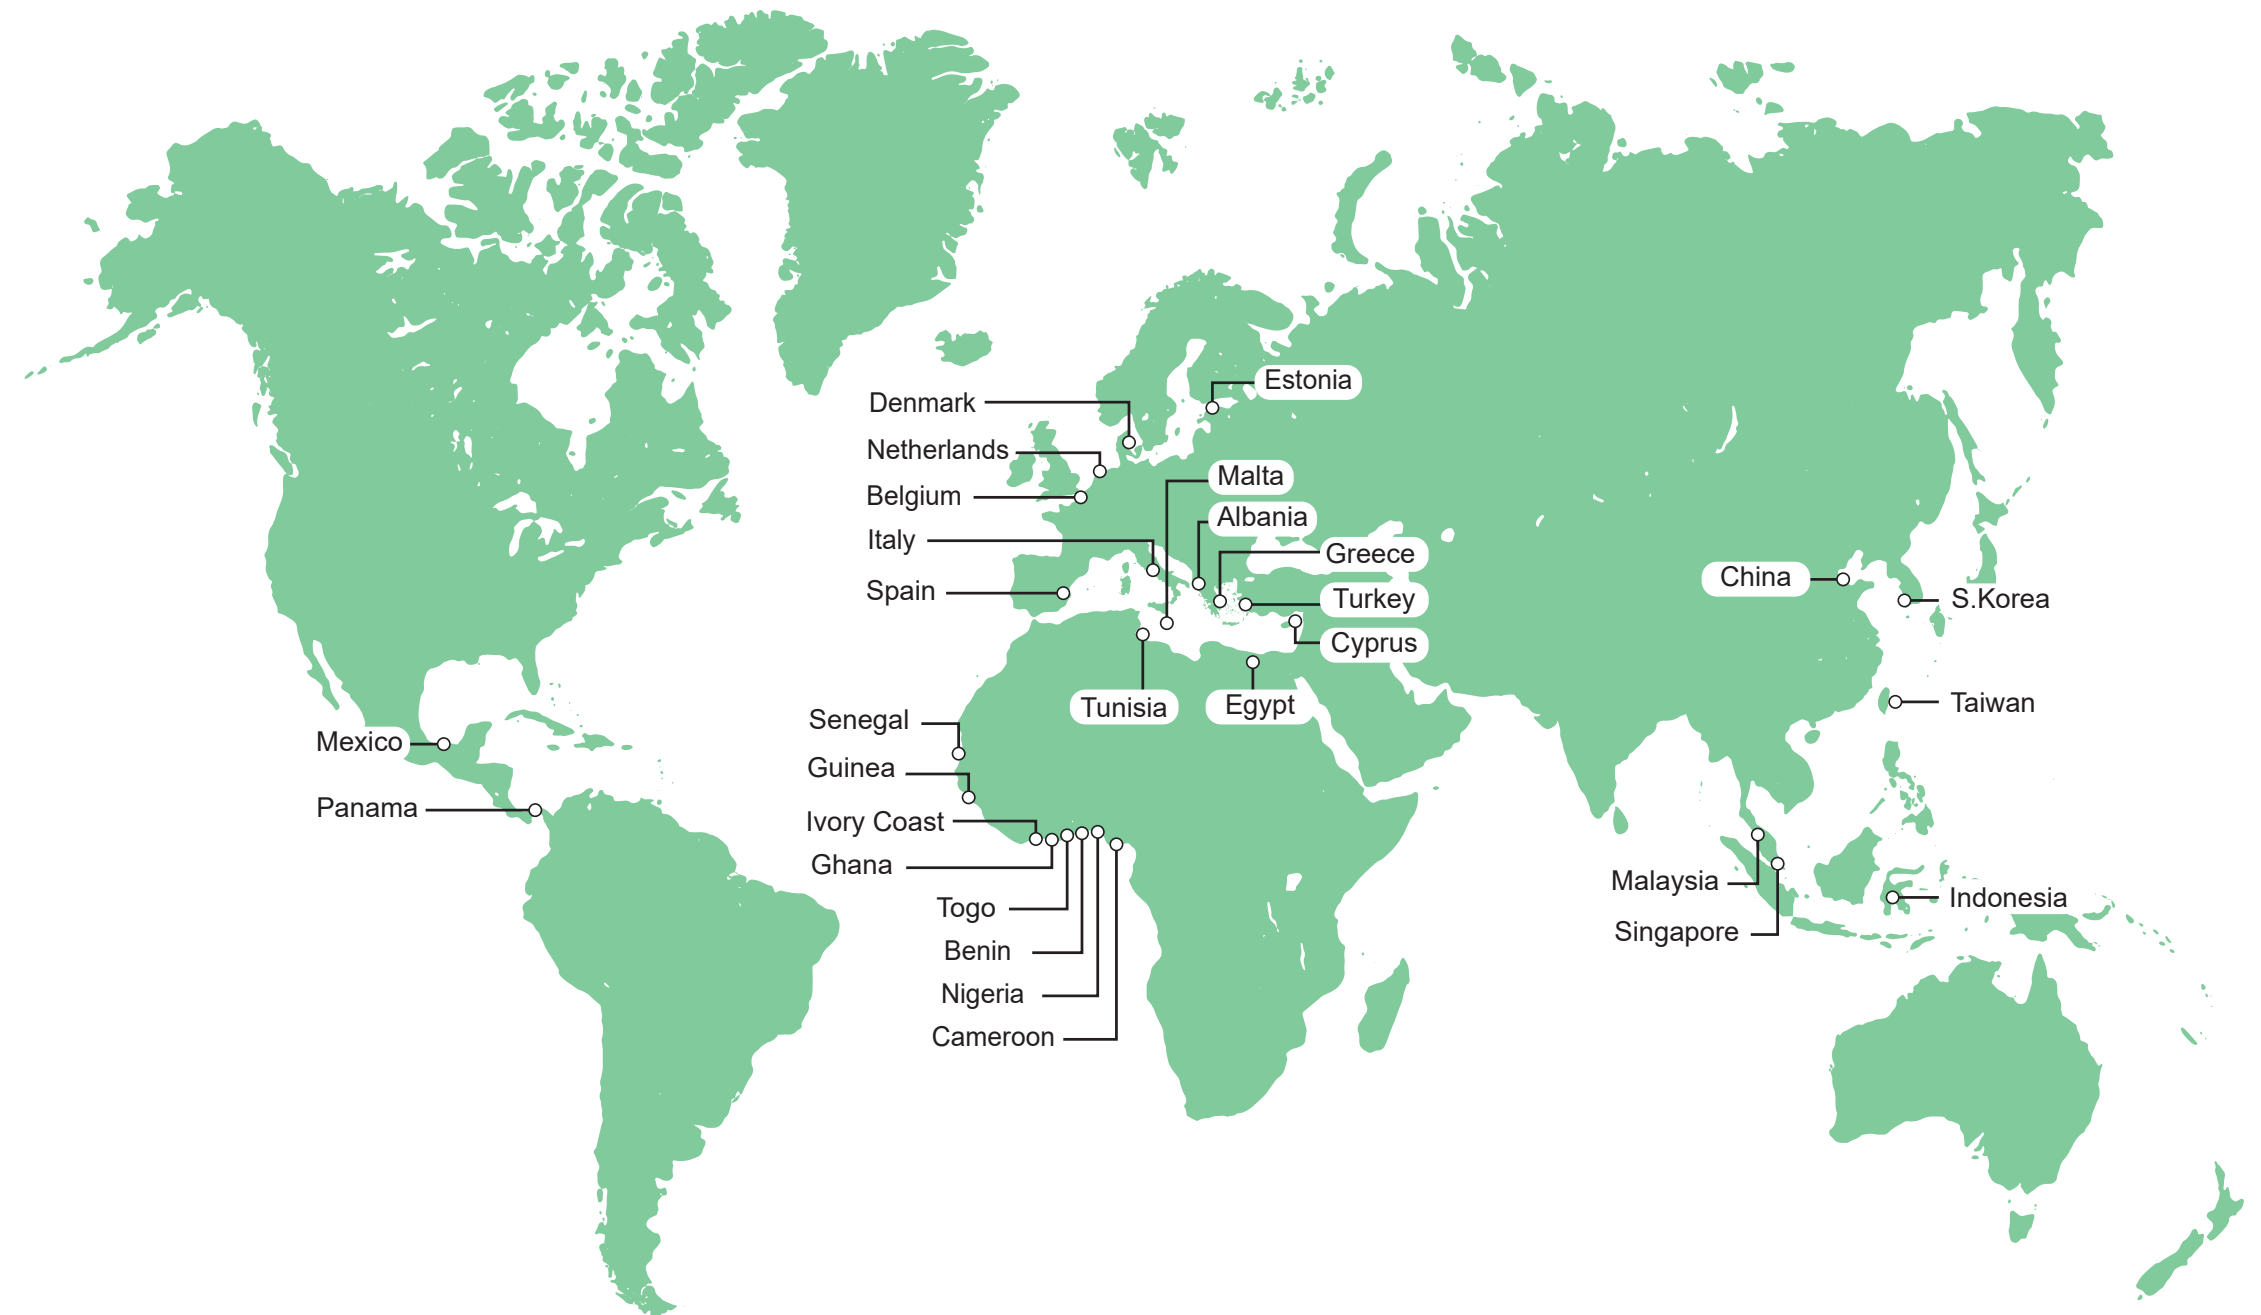 Estonia
Denmark
Netherlands
Malta
Belgium
Albania
Italy
Greece
Spain
Turkey
China
S.Korea
Cyprus
Tunisia
Egypt
Taiwan
Senegal
Mexico
Guinea
Panama
Ivory Coast
Ghana
Malaysia
Indonesia
Togo
Singapore
Benin
Nigeria
Cameroon